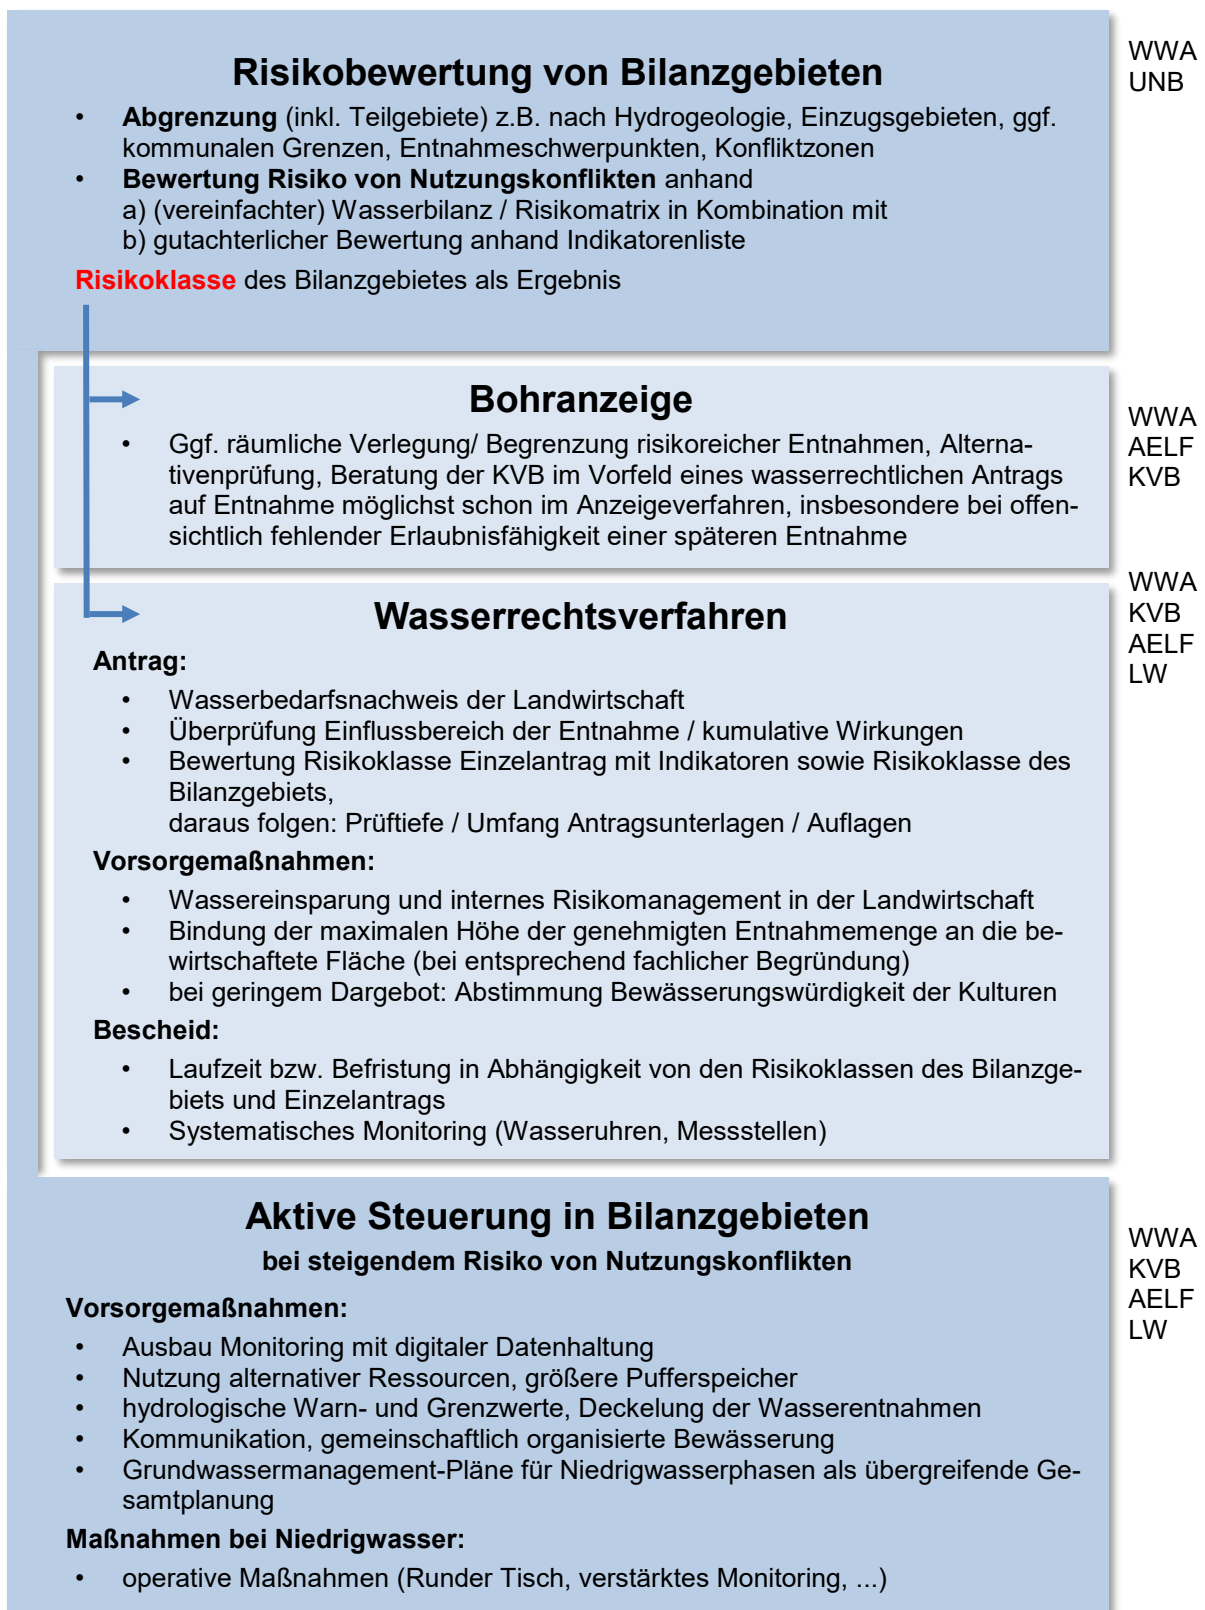 Risikobewertung von Bilanzgebieten
• Abgrenzung (inkl. Teilgebiete) z.B. nach Hydrogeologie, Einzugsgebieten, ggf.
kommunalen Grenzen, Entnahmeschwerpunkten, Konfliktzonen
• Bewertung Risiko von Nutzungskonflikten anhand
a) (vereinfachter) Wasserbilanz / Risikomatrix in Kombination mit
b) gutachterlicher Bewertung anhand Indikatorenliste
Risikoklasse des Bilanzgebietes als Ergebnis
WWA
UNB
Bohranzeige
• Ggf. räumliche Verlegung/ Begrenzung risikoreicher Entnahmen, Alterna-
tivenprüfung, Beratung der KVB im Vorfeld eines wasserrechtlichen Antrags
auf Entnahme möglichst schon im Anzeigeverfahren, insbesondere bei offen-
sichtlich fehlender Erlaubnisfähigkeit einer späteren Entnahme
WWA
AELF
KVB
Wasserrechtsverfahren
Antrag:
• Wasserbedarfsnachweis der Landwirtschaft
• Überprüfung Einflussbereich der Entnahme / kumulative Wirkungen
• Bewertung Risikoklasse Einzelantrag mit Indikatoren sowie Risikoklasse des
Bilanzgebiets,
daraus folgen: Prüftiefe / Umfang Antragsunterlagen / Auflagen
Vorsorgemaßnahmen:
• Wassereinsparung und internes Risikomanagement in der Landwirtschaft
• Bindung der maximalen Höhe der genehmigten Entnahmemenge an die be-
wirtschaftete Fläche (bei entsprechend fachlicher Begründung)
• bei geringem Dargebot: Abstimmung Bewässerungswürdigkeit der Kulturen
Bescheid:
• Laufzeit bzw. Befristung in Abhängigkeit von den Risikoklassen des Bilanzge-
biets und Einzelantrags
• Systematisches Monitoring (Wasseruhren, Messstellen)
WWA
KVB
AELF
LW
Aktive Steuerung in Bilanzgebieten
bei steigendem Risiko von Nutzungskonflikten
Vorsorgemaßnahmen:
• Ausbau Monitoring mit digitaler Datenhaltung
• Nutzung alternativer Ressourcen, größere Pufferspeicher
• hydrologische Warn- und Grenzwerte, Deckelung der Wasserentnahmen
• Kommunikation, gemeinschaftlich organisierte Bewässerung
• Grundwassermanagement-Pläne für Niedrigwasserphasen als übergreifende Ge-
samtplanung
Maßnahmen bei Niedrigwasser:
• operative Maßnahmen (Runder Tisch, verstärktes Monitoring, ...)
WWA
KVB
AELF
LW